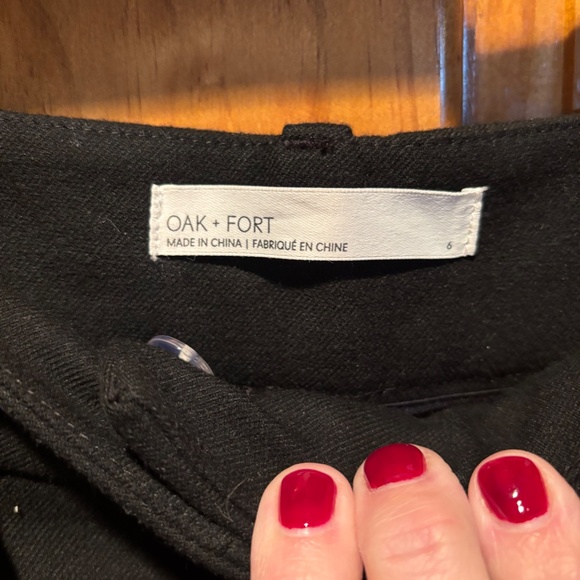 OAK + FORT
MADE IN CHINA | FABRIQUÉ EN CHINE 6